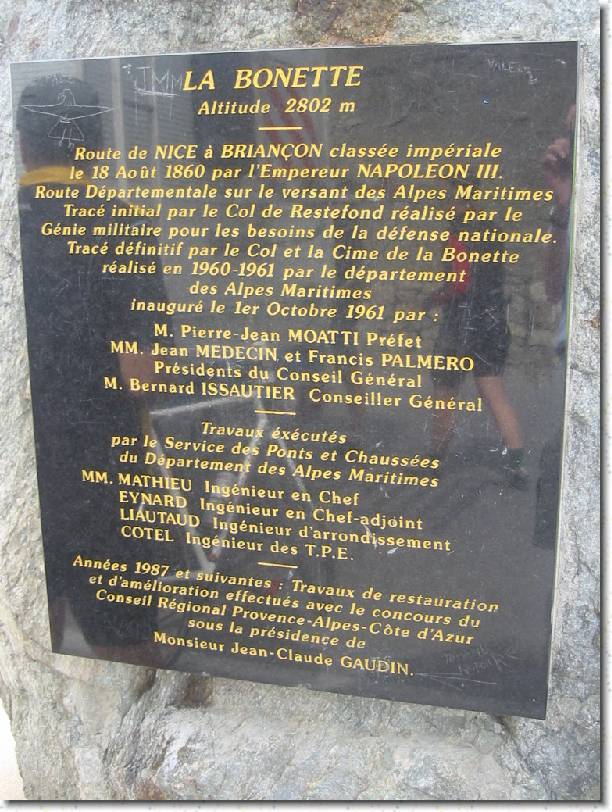 LA BONETTE
Altitude 2802 m
Route de NICE à BRIANÇON classée impériale
le 18 Août 1860 par l'Empereur NAPOLEON III.
Route Départementale sur le versant des Alpes Maritimes
Tracé initial par le Col de Restefond réalisé par le
Génie militaire pour les besoins de la défense nationale.
Tracé définitif par le Col et la Cime de la Bonette
réalisé en 1960-1961 par le département
des Alpes Maritimes
inauguré le 1er Octobre 1961 par :
M. Pierre-Jean MOATTI Préfet
MM. Jean MEDECIN et Francis PALMERO
Présidents du Conseil Général
M. Bernard ISSAUTIER Conseiller Général
Travaux éxécutés
par le Service des Ponts et Chaussées
du Département des Alpes Maritimes
MM. MATHIEU Ingénieur en Chef
EYNARD Ingénieur en Chef-adjoint
LIAUTAUD Ingénieur d'arrondissement
COTEL Ingénieur des T.P.E.
Années 1987 et suivantes : Travaux de restauration
et d'amélioration effectués avec le concours du
Conseil Régional Provence-Alpes-Côte d'Azur
sous la présidence de
Monsieur Jean-Claude GAUDIN.